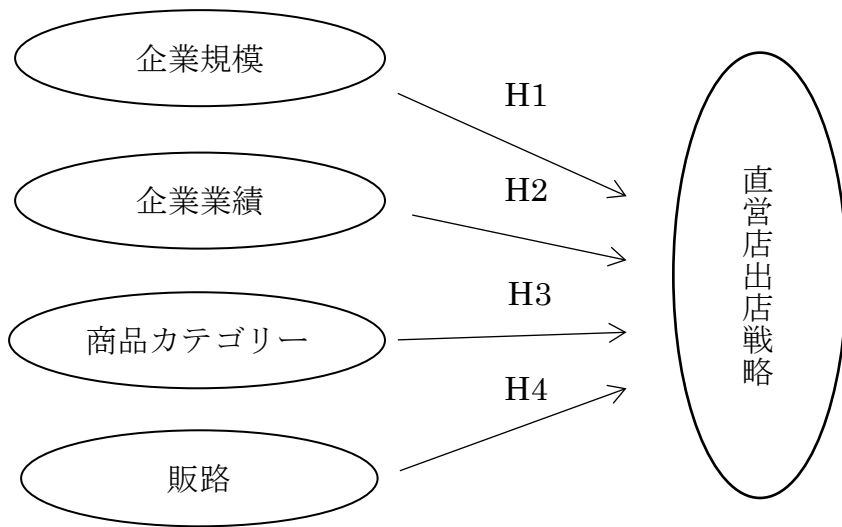 企業規模
H1
企業業績
H2
商品カテゴリー
H3
販路
H4
直営店出店戦略